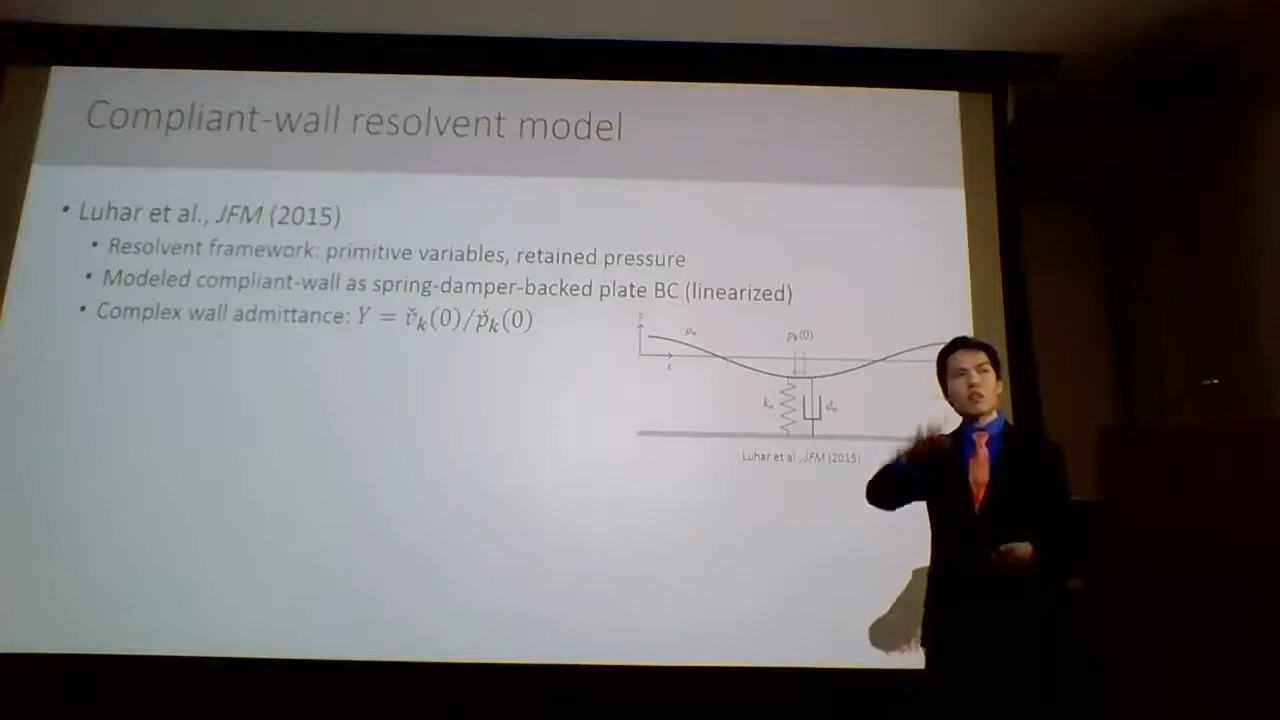 Compliant-wall resolvent model
• Luhar et al., JFM (2015)
• Resolvent framework: primitive variables, retained pressure
• Modeled compliant-wall as spring-damper-backed plate BC (linearized)
• Complex wall admittance: Y = v̌ₖ(0)/p̌ₖ(0)
y
pₖ(0)
x
Luhar et al., JFM (2015)